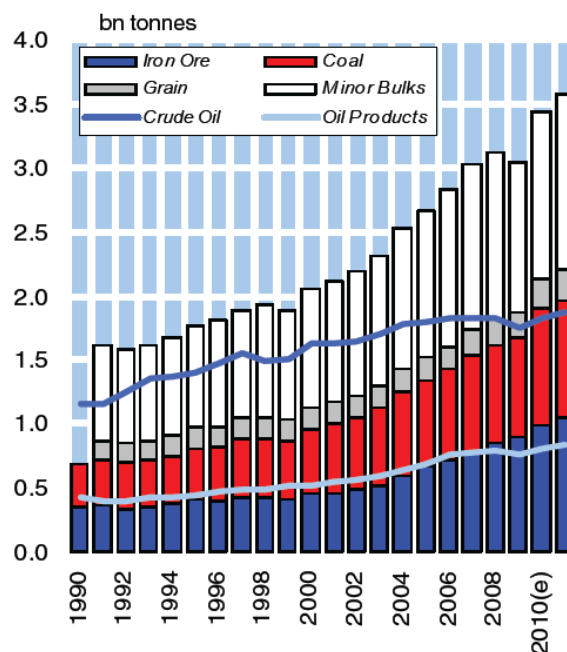 bn tonnes
4.0
Iron Ore Coal
Grain Minor Bulks
Crude Oil Oil Products
3.5
3.0
2.5
2.0
1.5
1.0
0.5
0.0
1990 1992 1994 1996 1998 2000 2002 2004 2006 2008 2010(e)